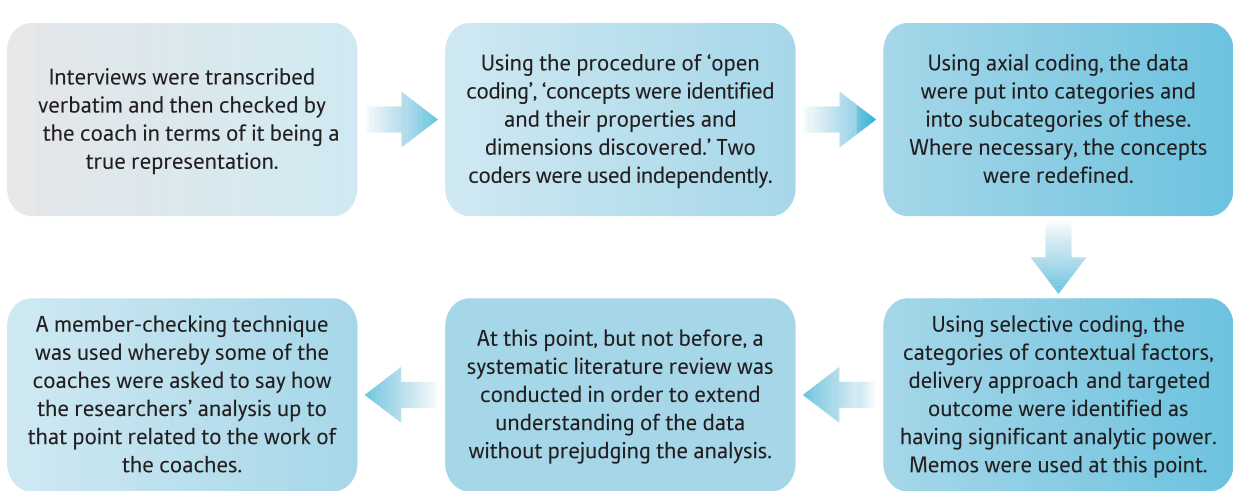 Interviews were transcribed
verbatim and then checked by
the coach in terms of it being a
true representation.
Using the procedure of ‘open
coding’, ‘concepts were identified
and their properties and
dimensions discovered.’ Two
coders were used independently.
Using axial coding, the data
were put into categories and
into subcategories of these.
Where necessary, the concepts
were redefined.
Using selective coding, the
categories of contextual factors,
delivery approach and targeted
outcome were identified as
having significant analytic power.
Memos were used at this point.
At this point, but not before, a
systematic literature review was
conducted in order to extend
understanding of the data
without prejudging the analysis.
A member-checking technique
was used whereby some of the
coaches were asked to say how
the researchers’ analysis up to
that point related to the work of
the coaches.